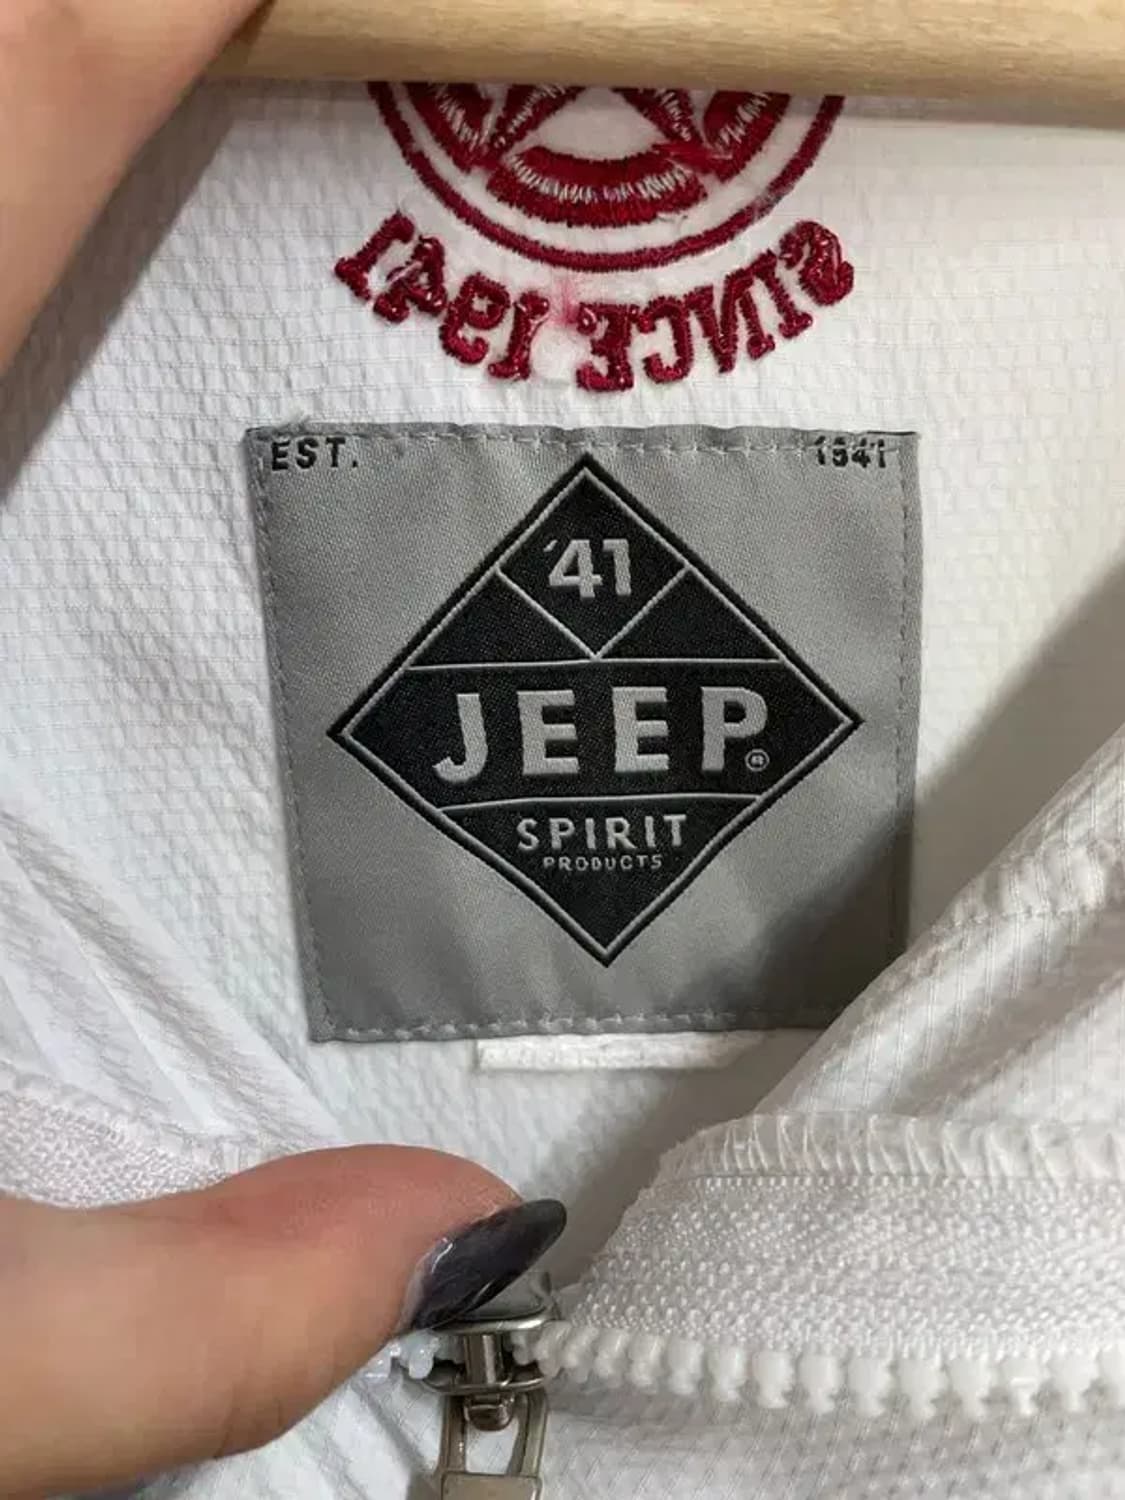 SINCE 1941
EST. 1941
'41
JEEP®
SPIRIT
PRODUCTS